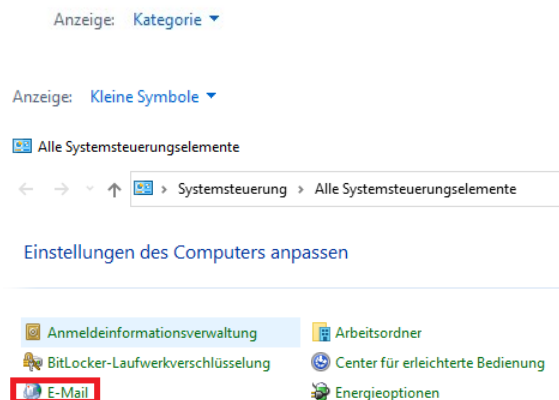 Anzeige: Kategorie
Anzeige: Kleine Symbole
Alle Systemsteuerungselemente
Systemsteuerung > Alle Systemsteuerungselemente
Einstellungen des Computers anpassen
Anmeldeinformationsverwaltung Arbeitsordner
BitLocker-Laufwerkverschlüsselung Center für erleichterte Bedienung
E-Mail Energieoptionen